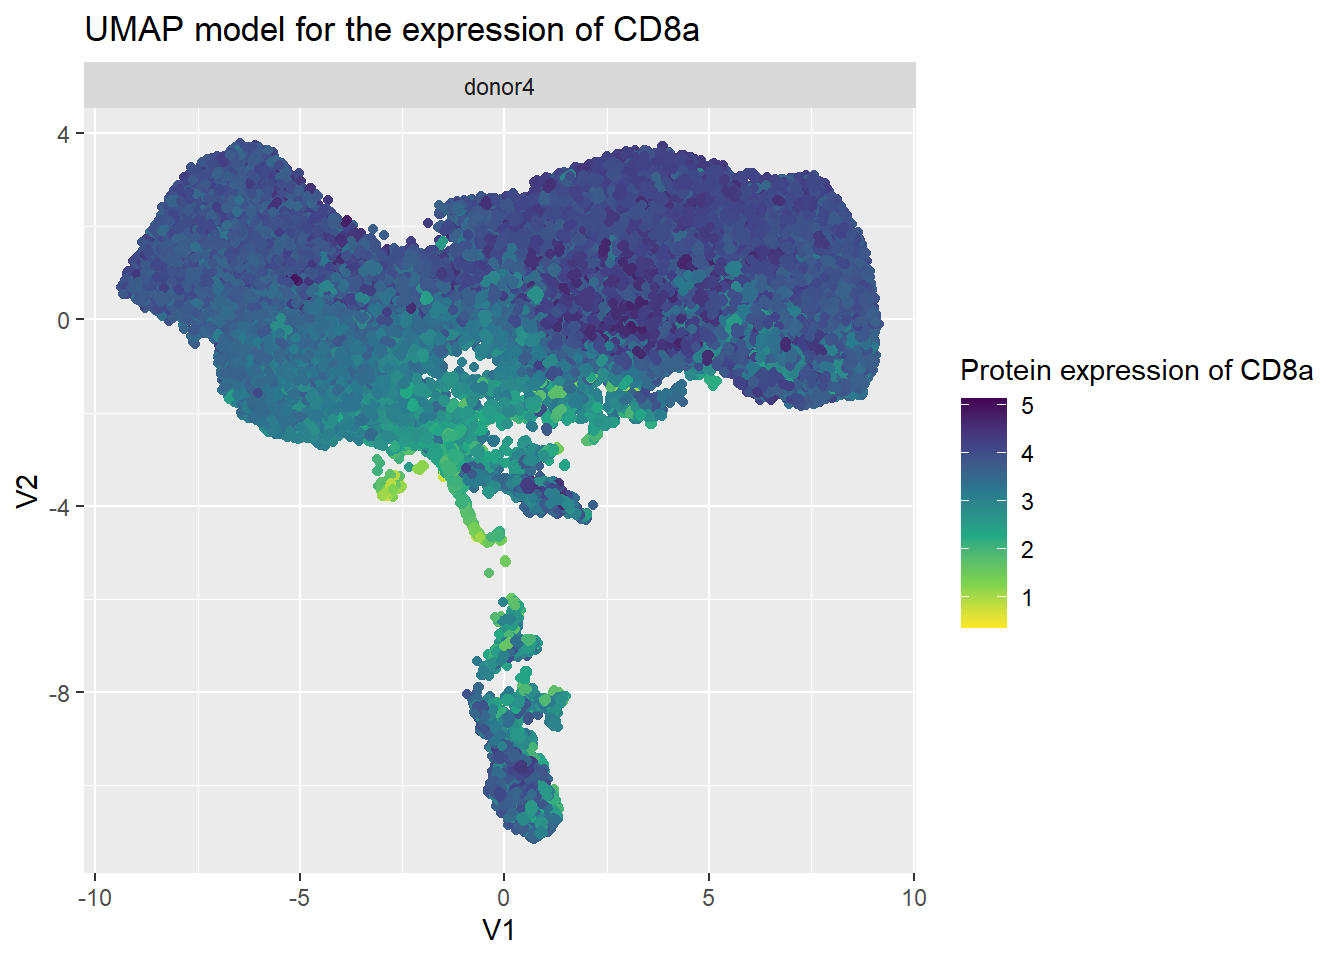 UMAP model for the expression of CD8a
donor4
4
0
-4
-8
V2
-10
-5
0
5
10
V1
Protein expression of CD8a
5
4
3
2
1